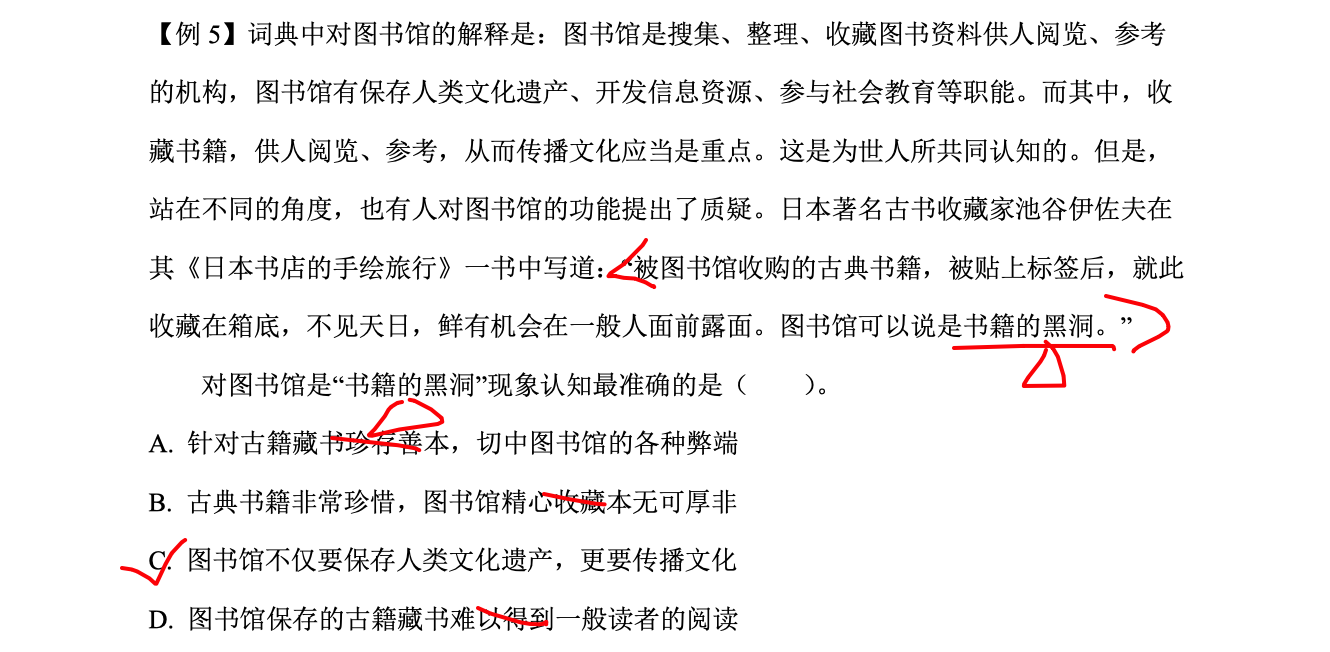 【例 5】词典中对图书馆的解释是：图书馆是搜集、整理、收藏图书资料供人阅览、参考
的机构，图书馆有保存人类文化遗产、开发信息资源、参与社会教育等职能。而其中，收
藏书籍，供人阅览、参考，从而传播文化应当是重点。这是为世人所共同认知的。但是，
站在不同的角度，也有人对图书馆的功能提出了质疑。日本著名古书收藏家池谷伊佐夫在
其《日本书店的手绘旅行》一书中写道：“被图书馆收购的古典书籍，被贴上标签后，就此
收藏在箱底，不见天日，鲜有机会在一般人面前露面。图书馆可以说是书籍的黑洞。”
对图书馆是“书籍的黑洞”现象认知最准确的是（　　）。
A. 针对古籍藏书珍存善本，切中图书馆的各种弊端
B. 古典书籍非常珍惜，图书馆精心收藏本无可厚非
C. 图书馆不仅要保存人类文化遗产，更要传播文化
D. 图书馆保存的古籍藏书难以得到一般读者的阅读